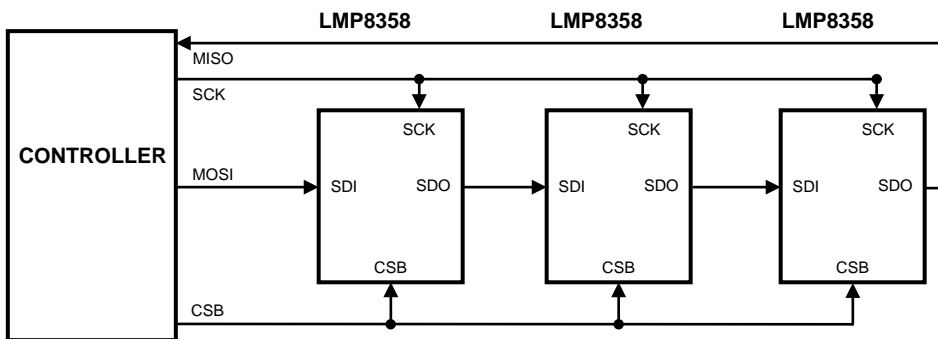 LMP8358 LMP8358 LMP8358
MISO
SCK
SCK SCK SCK
CONTROLLER
MOSI
SDI SDO SDI SDO SDI SDO
CSB CSB CSB
CSB